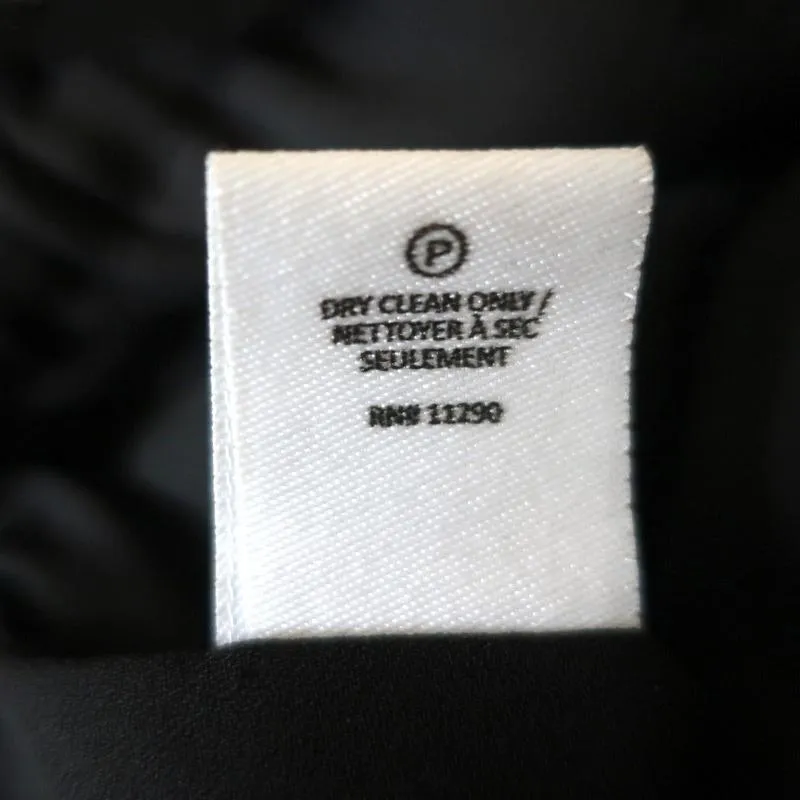 P
DRY CLEAN ONLY /
NETTOYER À SEC
SEULEMENT
RN# 11290